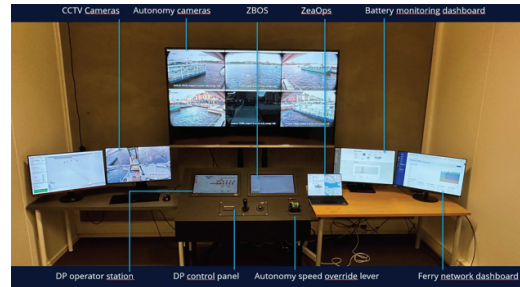 CCTV Cameras
Autonomy cameras
ZBOS
ZeaOps
Battery monitoring dashboard
DP operator station
DP control panel
Autonomy speed override lever
Ferry network dashboard